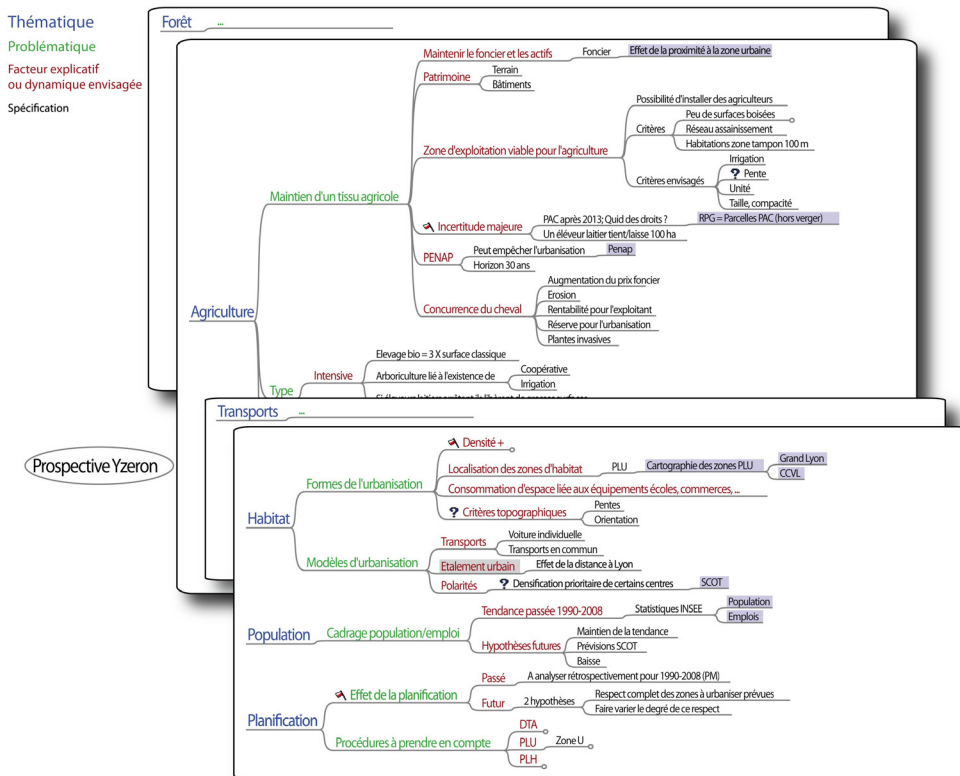 Thématique
Problématique
Facteur explicatif
ou dynamique envisagée
Spécification
Prospective Yzeron
Forêt
...
Agriculture
Maintien d'un tissu agricole
Maintenir le foncier et les actifs
Foncier
Effet de la proximité à la zone urbaine
Patrimoine
Terrain
Bâtiments
Zone d'exploitation viable pour l'agriculture
Possibilité d'installer des agriculteurs
Critères
Peu de surfaces boisées
Réseau assainissement
Habitations zone tampon 100 m
Critères envisagés
Irrigation
? Pente
Unité
Taille, compacité
Incertitude majeure
PAC après 2013; Quid des droits ?
RPG = Parcelles PAC (hors verger)
Un éleveur laitier tient/laisse 100 ha
PENAP
Peut empêcher l'urbanisation
Penap
Horizon 30 ans
Concurrence du cheval
Augmentation du prix foncier
Erosion
Rentabilité pour l'exploitant
Réserve pour l'urbanisation
Plantes invasives
Type
Intensive
Elevage bio = 3 X surface classique
Arboriculture lié à l'existence de
Coopérative
Irrigation
Transports
...
Habitat
Formes de l'urbanisation
Densité +
Localisation des zones d'habitat
PLU
Cartographie des zones PLU
Grand Lyon
CCVL
Consommation d'espace liée aux équipements écoles, commerces, ...
? Critères topographiques
Pentes
Orientation
Modèles d'urbanisation
Transports
Voiture individuelle
Transports en commun
Etalement urbain
Effet de la distance à Lyon
Polarités
? Densification prioritaire de certains centres
SCOT
Population
Cadrage population/emploi
Tendance passée 1990-2008
Statistiques INSEE
Population
Emplois
Hypothèses futures
Maintien de la tendance
Prévisions SCOT
Baisse
Planification
Effet de la planification
Passé
A analyser rétrospectivement pour 1990-2008 (PM)
Futur
2 hypothèses
Respect complet des zones à urbaniser prévues
Faire varier le degré de ce respect
Procédures à prendre en compte
DTA
PLU
Zone U
PLH